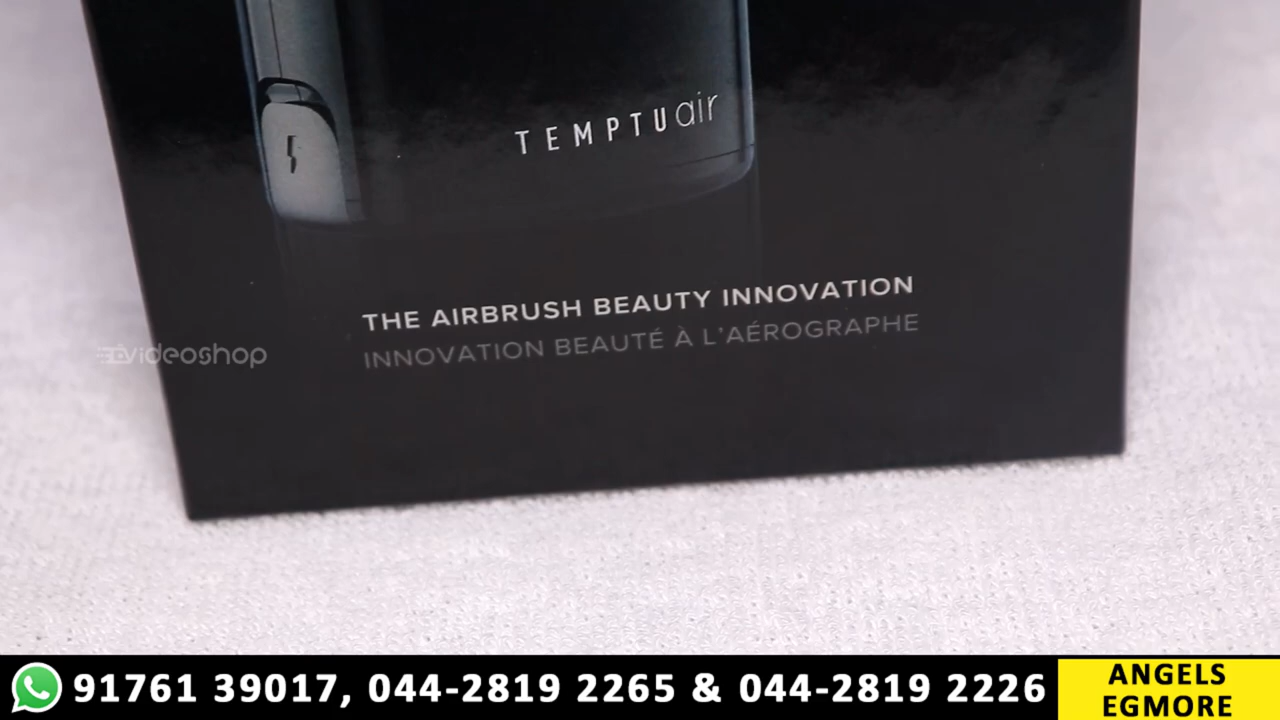 TEMPTUair
THE AIRBRUSH BEAUTY INNOVATION
INNOVATION BEAUTÉ À L'AÉROGRAPHE
videoshop
91761 39017, 044-2819 2265 & 044-2819 2226
ANGELS
EGMORE